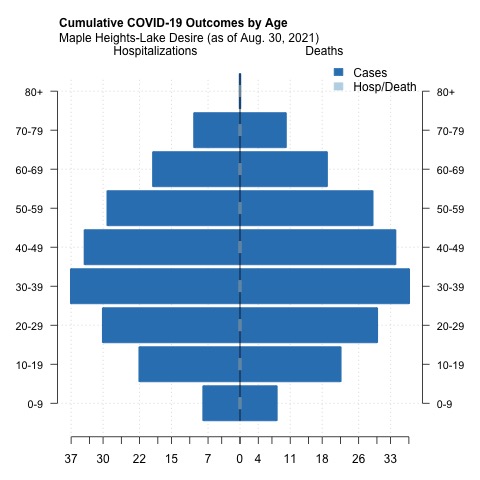 Cumulative COVID-19 Outcomes by Age
Maple Heights-Lake Desire (as of Aug. 30, 2021)
Hospitalizations Deaths
Cases
Hosp/Death
80+ 80+
70-79 70-79
60-69 60-69
50-59 50-59
40-49 40-49
30-39 30-39
20-29 20-29
10-19 10-19
0-9 0-9
37 30 22 15 7 0 4 11 18 26 33